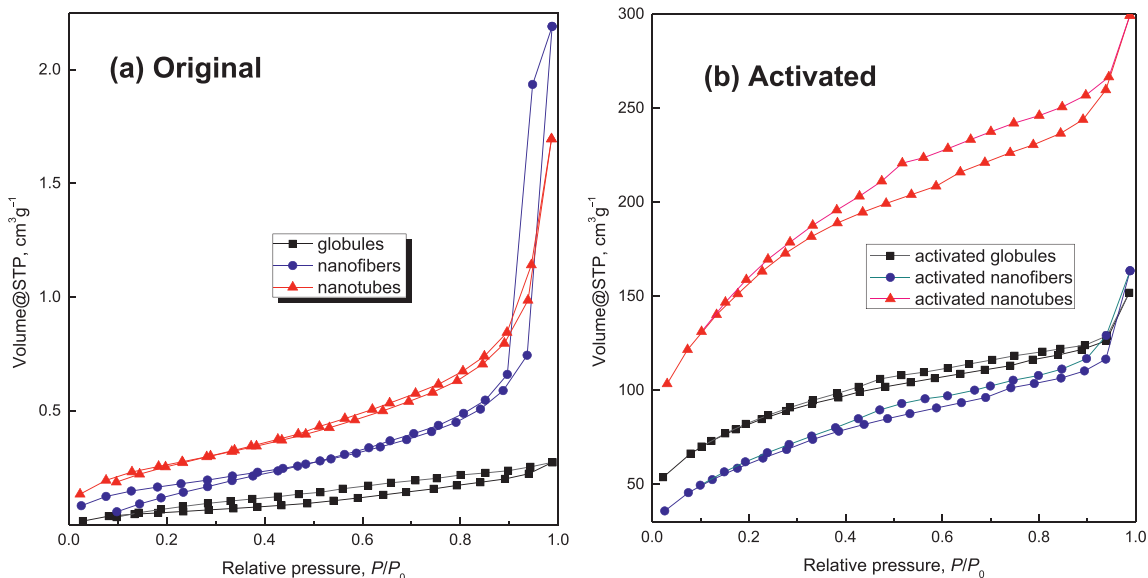 (a) Original
2.0
1.5
1.0
0.5
Volume@STP, cm³g⁻¹
globules
nanofibers
nanotubes
0.0 0.2 0.4 0.6 0.8 1.0
Relative pressure, P/P₀
(b) Activated
300
250
200
150
100
50
Volume@STP, cm³g⁻¹
activated globules
activated nanofibers
activated nanotubes
0.0 0.2 0.4 0.6 0.8 1.0
Relative pressure, P/P₀